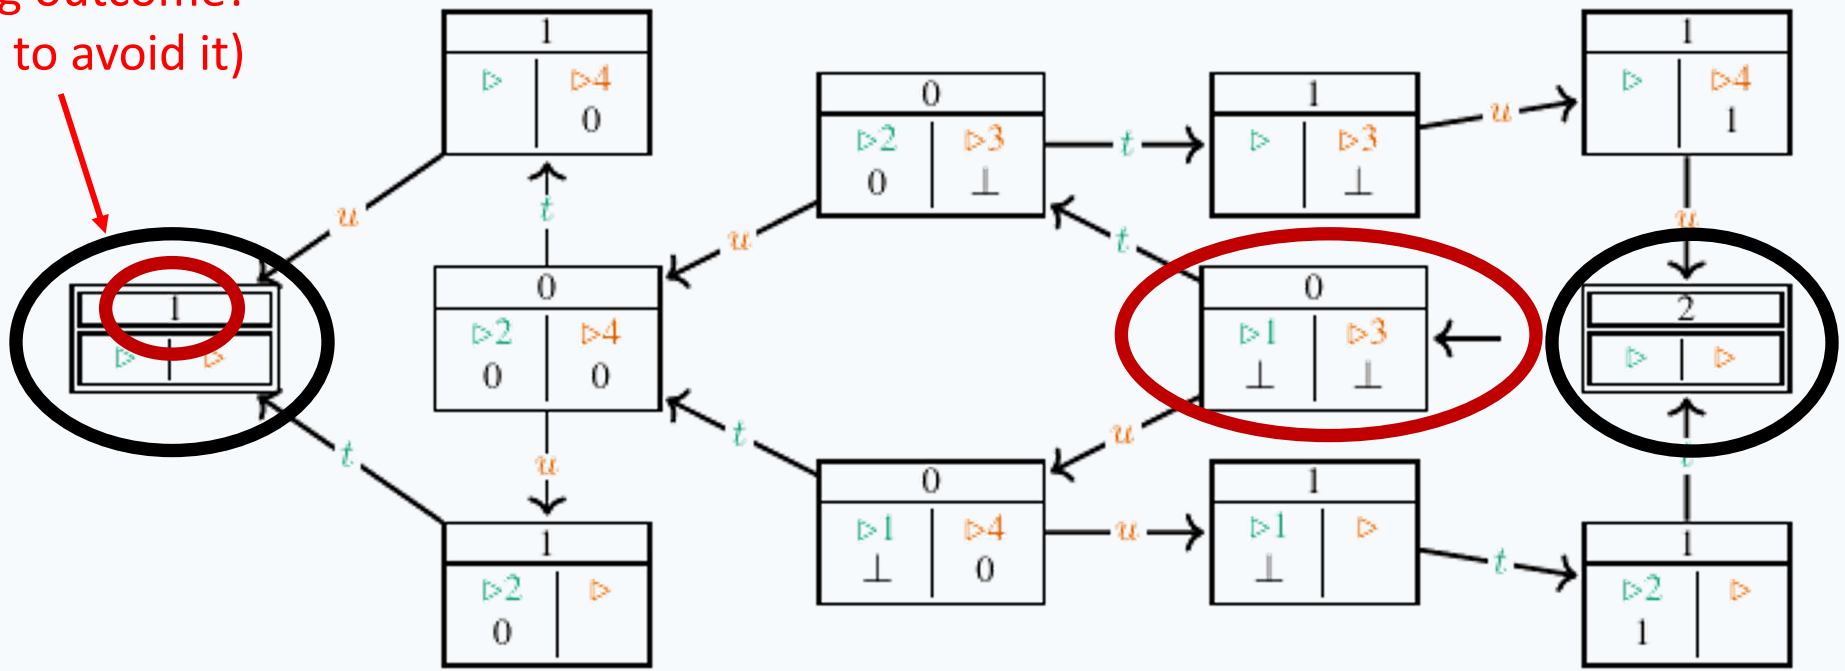 outcome?
to avoid it)
1
▷ ▷4
0
0
▷2 ▷3
0 ⊥
t
1
▷ ▷3
⊥
u
1
▷ ▷4
1
u
t
u
t
u
1
▷ ▷
0
▷2 ▷4
0 0
0
▷1 ▷3
⊥ ⊥
2
▷ ▷
t
u
t
u
t
1
▷2 ▷
0
0
▷1 ▷4
⊥ 0
u
1
▷1 ▷
⊥
t
1
▷2 ▷
1